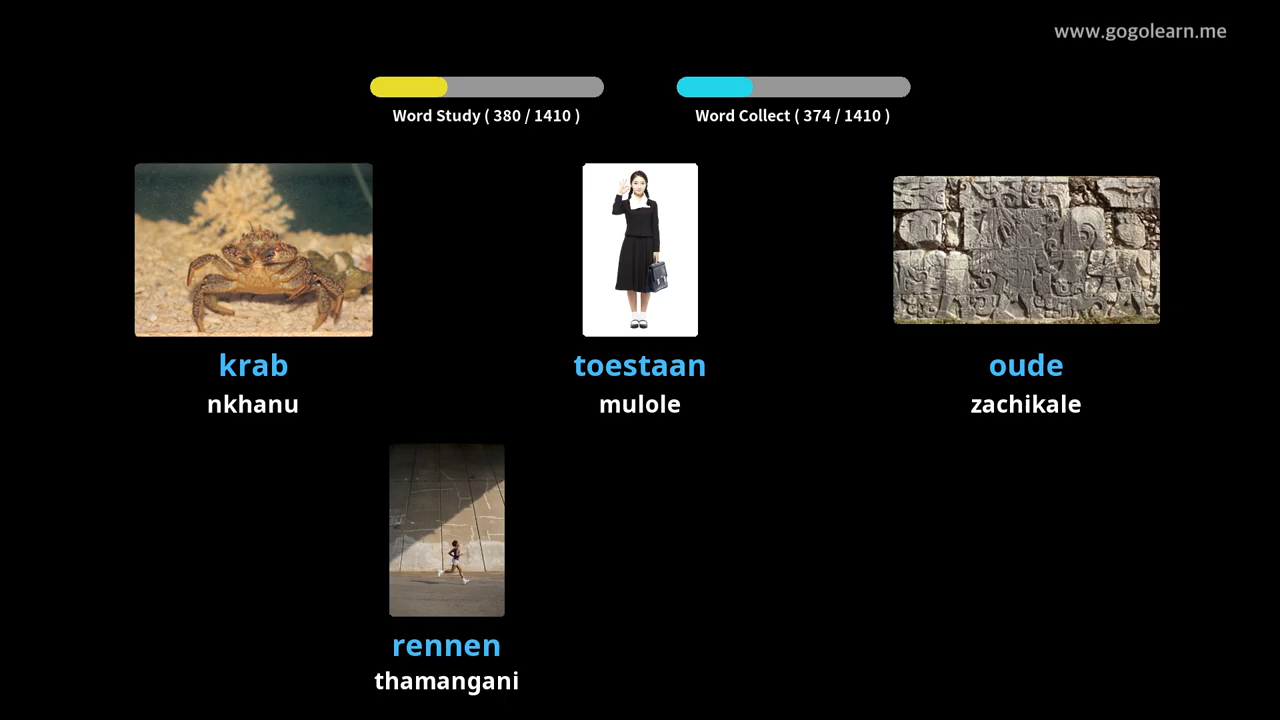 www.gogolearn.me
Word Study ( 380 / 1410 )
Word Collect ( 374 / 1410 )
krab
nkhanu
toestaan
mulole
oude
zachikale
rennen
thamangani